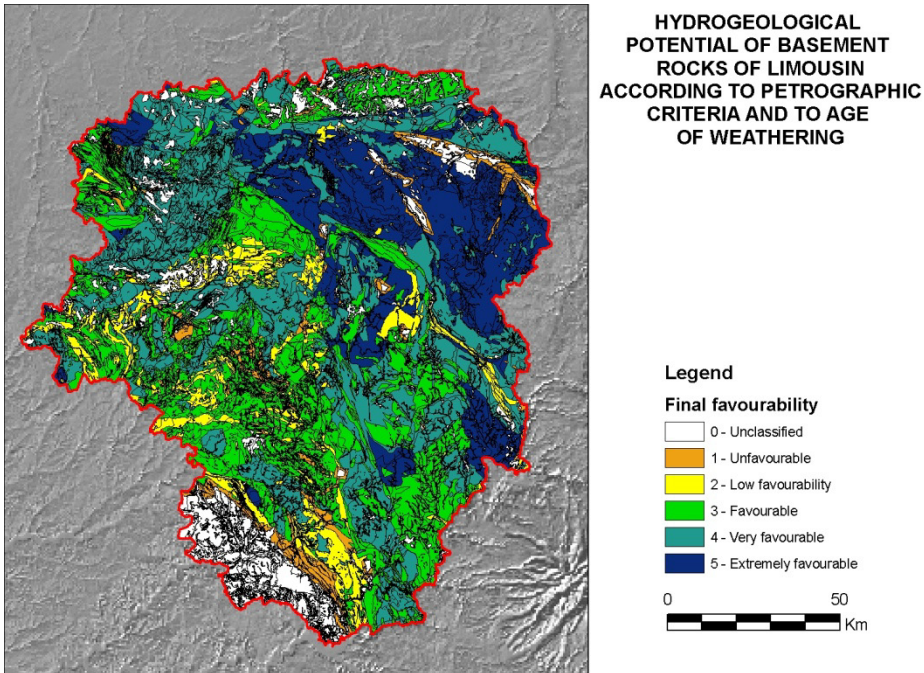 HYDROGEOLOGICAL
POTENTIAL OF BASEMENT
ROCKS OF LIMOUSIN
ACCORDING TO PETROGRAPHIC
CRITERIA AND TO AGE
OF WEATHERING
Legend
Final favourability
0 - Unclassified
1 - Unfavourable
2 - Low favourability
3 - Favourable
4 - Very favourable
5 - Extremely favourable
0 50
Km